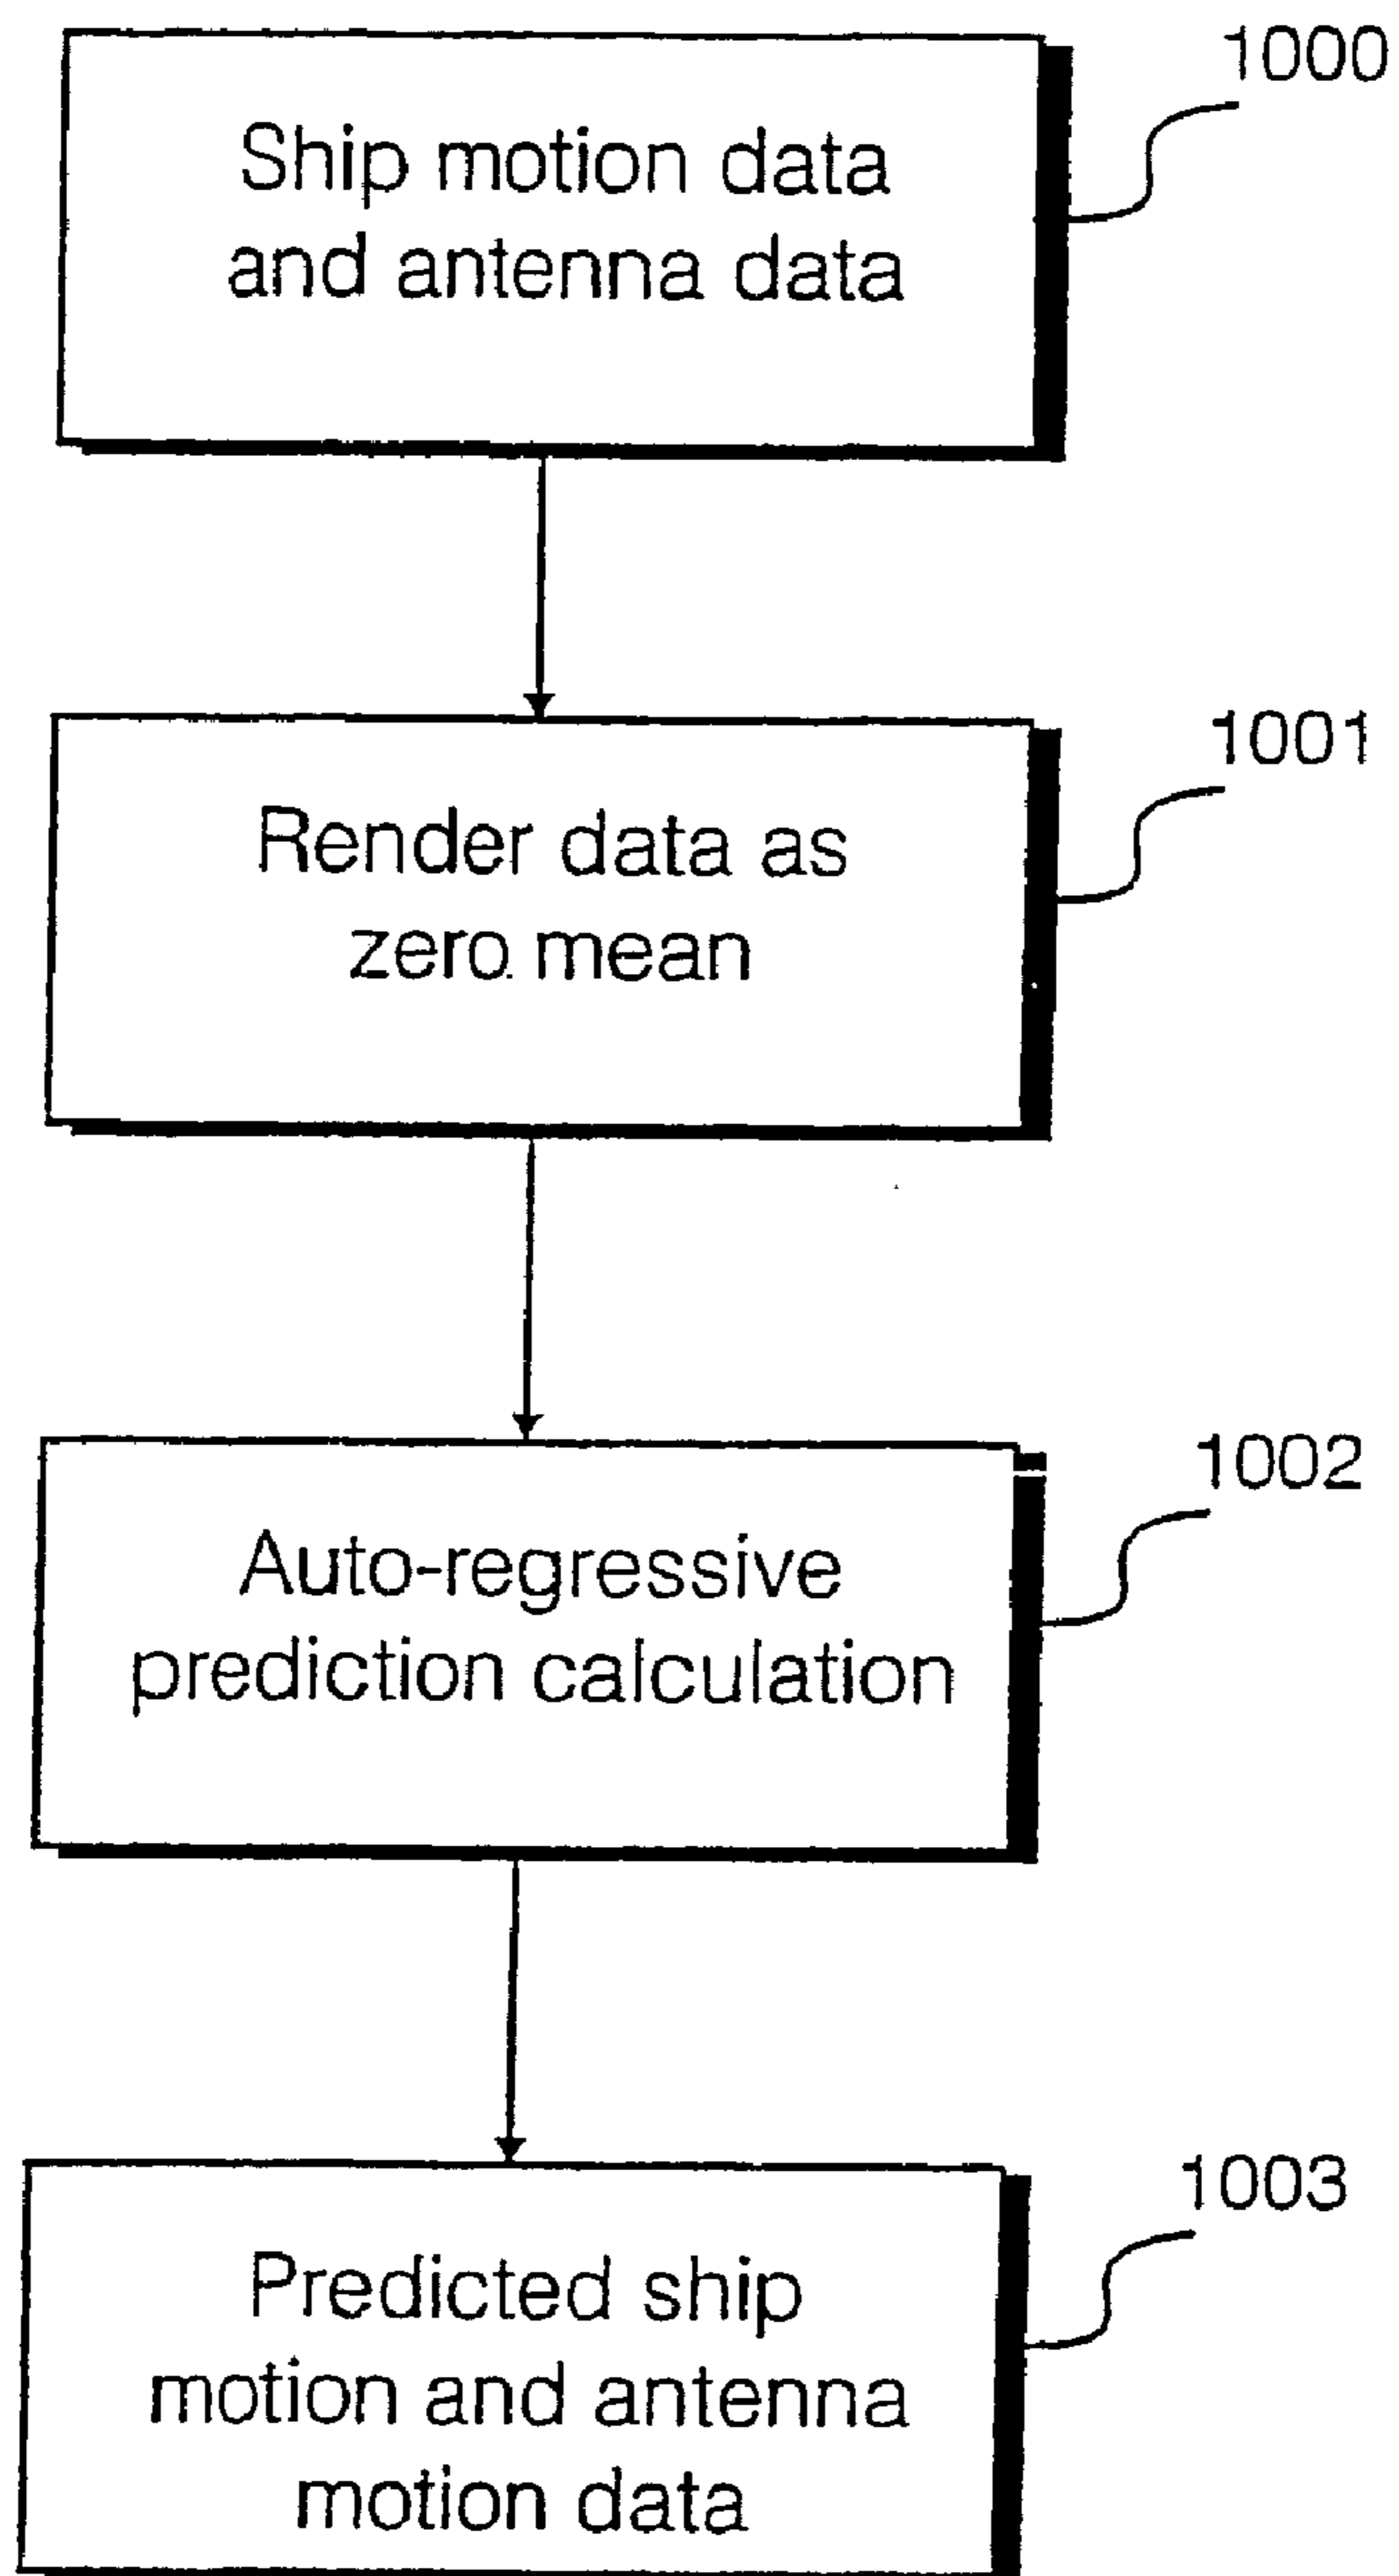 1000
Ship motion data
and antenna data
1001
Render data as
zero mean
1002
Auto-regressive
prediction calculation
1003
Predicted ship
motion and antenna
motion data